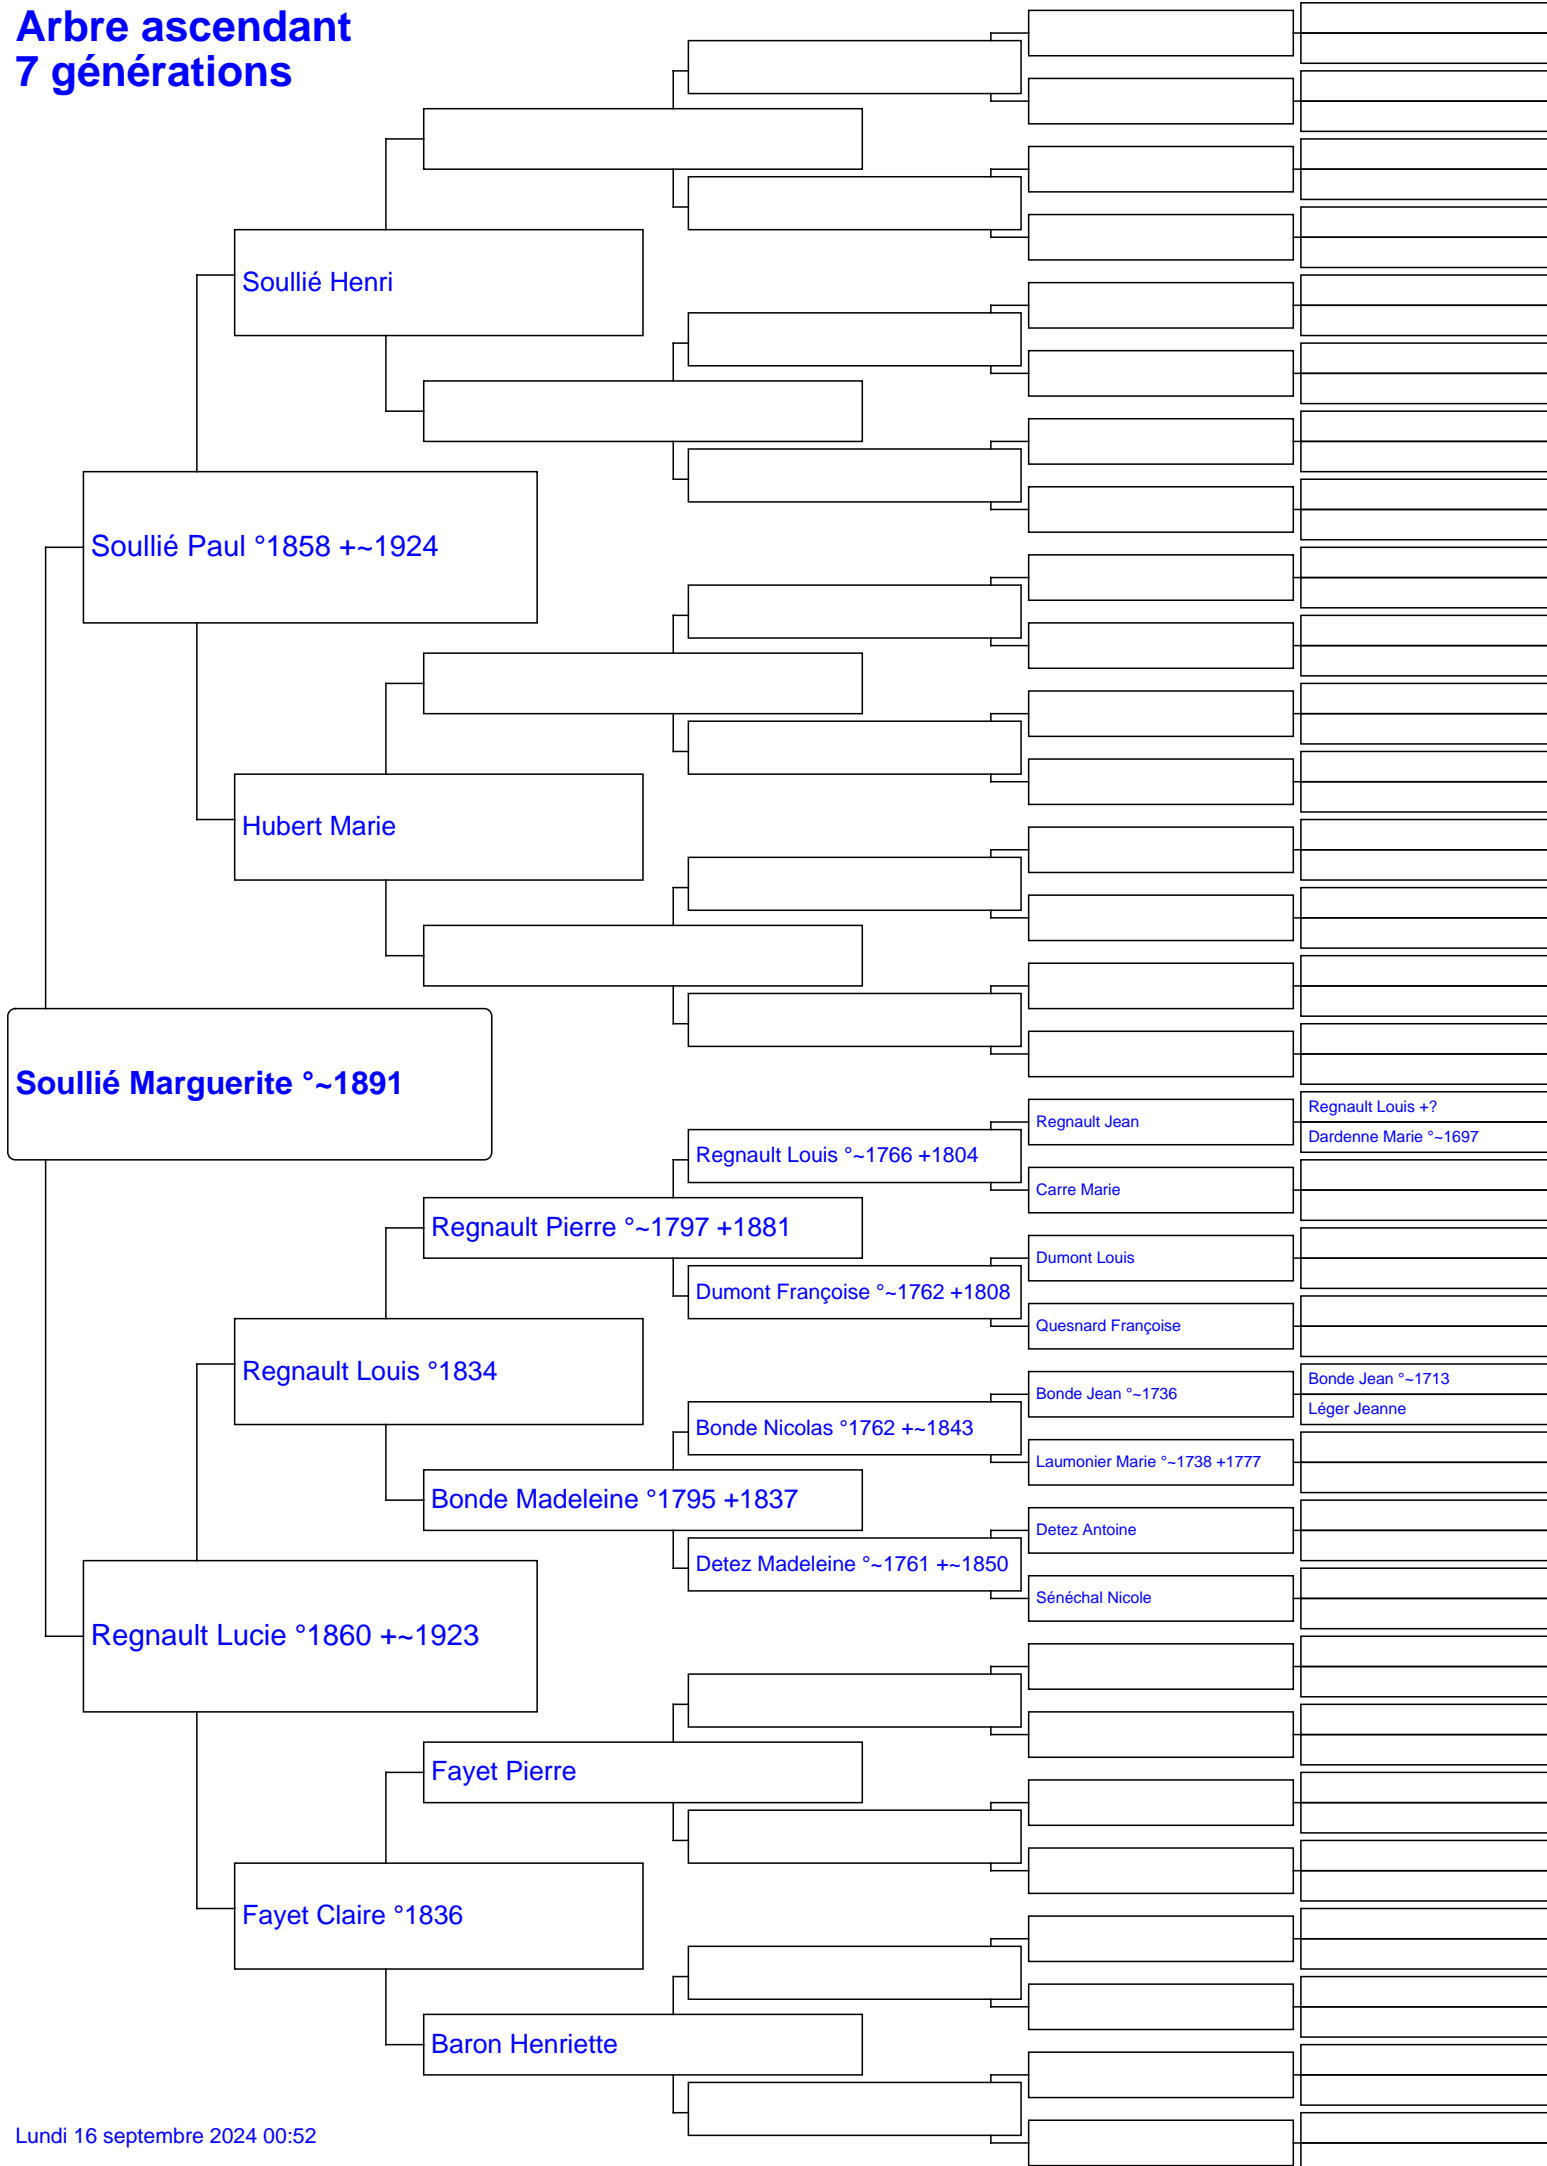 Arbre ascendant
7 générations
Soullié Henri
Soullié Paul °1858 +~1924
Hubert Marie
Soullié Marguerite °~1891
Regnault Jean
Regnault Louis +?
Dardenne Marie °~1697
Regnault Louis °~1766 +1804
Carre Marie
Regnault Pierre °~1797 +1881
Dumont Louis
Dumont Françoise °~1762 +1808
Quesnard Françoise
Regnault Louis °1834
Bonde Jean °~1736
Bonde Jean °~1713
Léger Jeanne
Bonde Nicolas °1762 +~1843
Laumonier Marie °~1738 +1777
Bonde Madeleine °1795 +1837
Detez Antoine
Detez Madeleine °~1761 +~1850
Sénéchal Nicole
Regnault Lucie °1860 +~1923
Fayet Pierre
Fayet Claire °1836
Baron Henriette
Lundi 16 septembre 2024 00:52